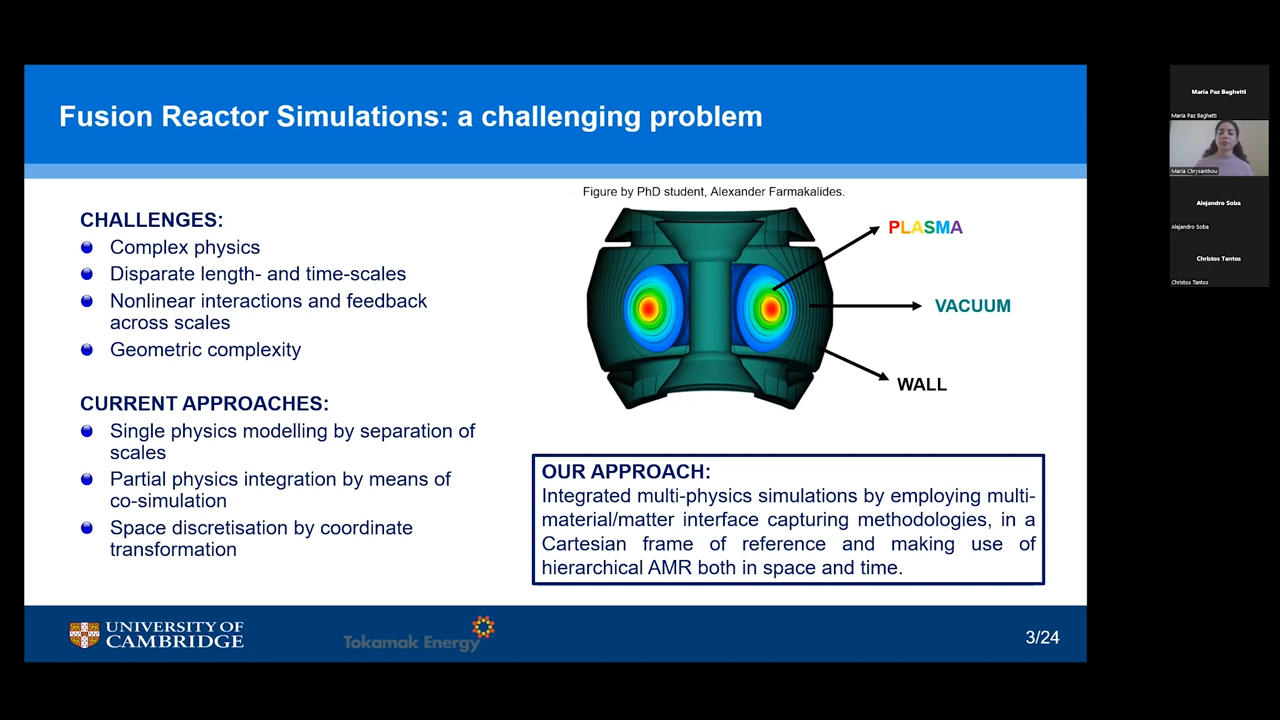 Fusion Reactor Simulations: a challenging problem
Figure by PhD student, Alexander Farmakalides.
CHALLENGES:
Complex physics
Disparate length- and time-scales
Nonlinear interactions and feedback
across scales
Geometric complexity
CURRENT APPROACHES:
Single physics modelling by separation of
scales
Partial physics integration by means of
co-simulation
Space discretisation by coordinate
transformation
PLASMA
VACUUM
WALL
OUR APPROACH:
Integrated multi-physics simulations by employing multi-
material/matter interface capturing methodologies, in a
Cartesian frame of reference and making use of
hierarchical AMR both in space and time.
UNIVERSITY OF
CAMBRIDGE
Tokamak Energy
3/24
María Paz Baghetti
María Paz Baghetti
Maria Chrysanthou
Alejandro Soba
Alejandro Soba
Christos Tantos
Christos Tantos